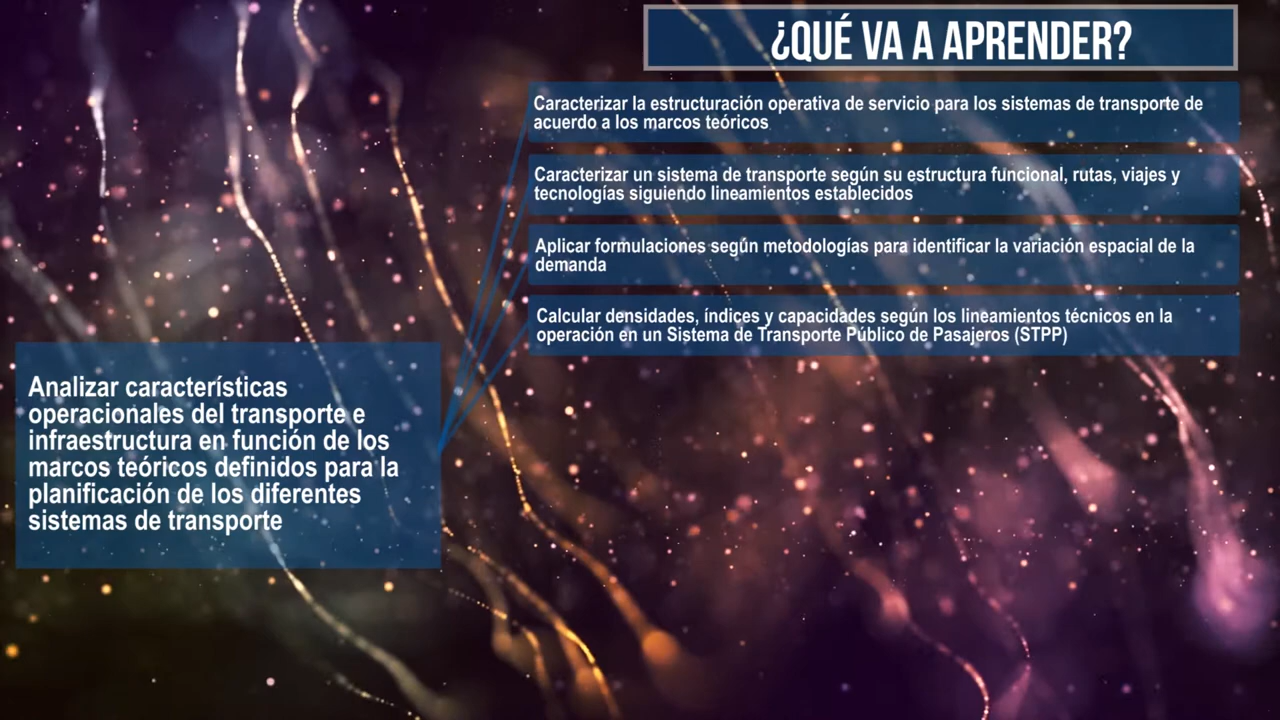 ¿QUÉ VA A APRENDER?
Caracterizar la estructuración operativa de servicio para los sistemas de transporte de
acuerdo a los marcos teóricos
Caracterizar un sistema de transporte según su estructura funcional, rutas, viajes y
tecnologías siguiendo lineamientos establecidos
Aplicar formulaciones según metodologías para identificar la variación espacial de la
demanda
Calcular densidades, índices y capacidades según los lineamientos técnicos en la
operación en un Sistema de Transporte Público de Pasajeros (STPP)
Analizar características
operacionales del transporte e
infraestructura en función de los
marcos teóricos definidos para la
planificación de los diferentes
sistemas de transporte